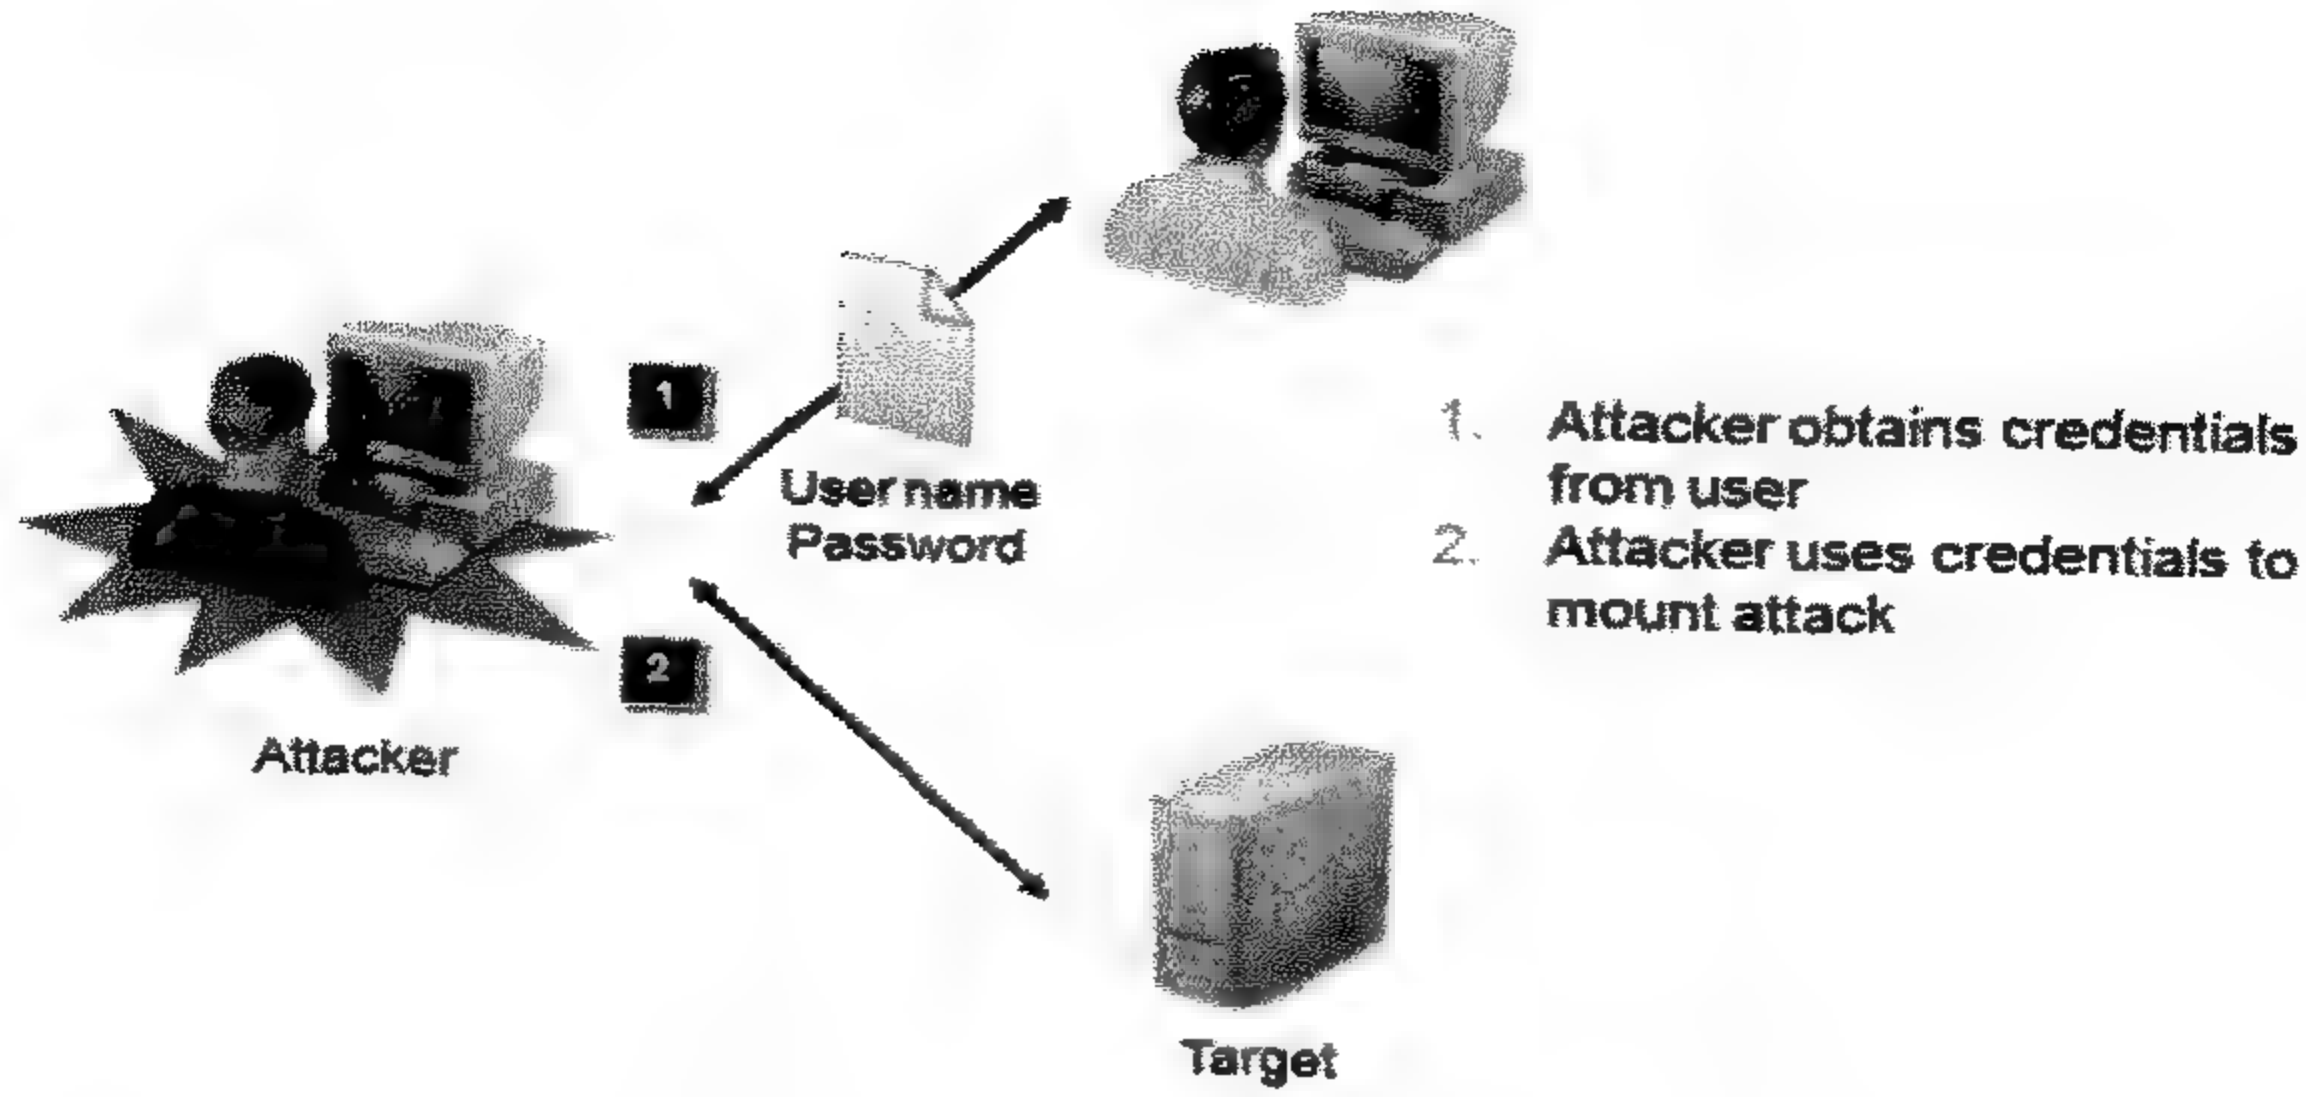 1
User name
Password
2
Attacker
1. Attacker obtains credentials
from user
2. Attacker uses credentials to
mount attack
Target